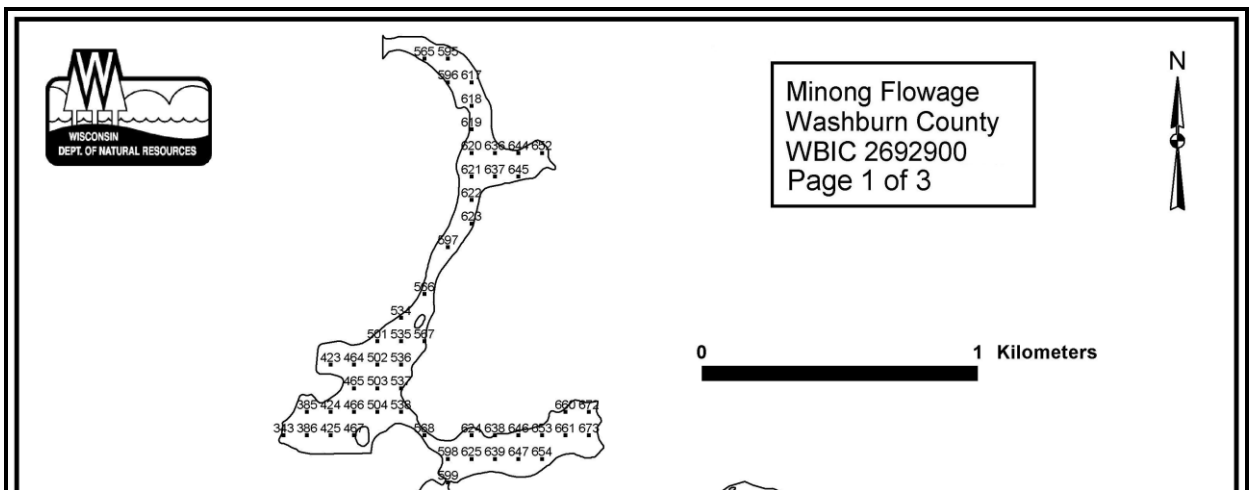 WISCONSIN
DEPT. OF NATURAL RESOURCES
Minong Flowage
Washburn County
WBIC 2692900
Page 1 of 3
N
0 1 Kilometers
565 595
596 617
618
619
620 636 644 652
621 637 645
622
623
597
566
534
501 535 567
423 464 502 536
465 503 537
385 424 466 504 538 660 672
343 386 425 467 568 624 638 646 653 661 673
598 625 639 647 654
599